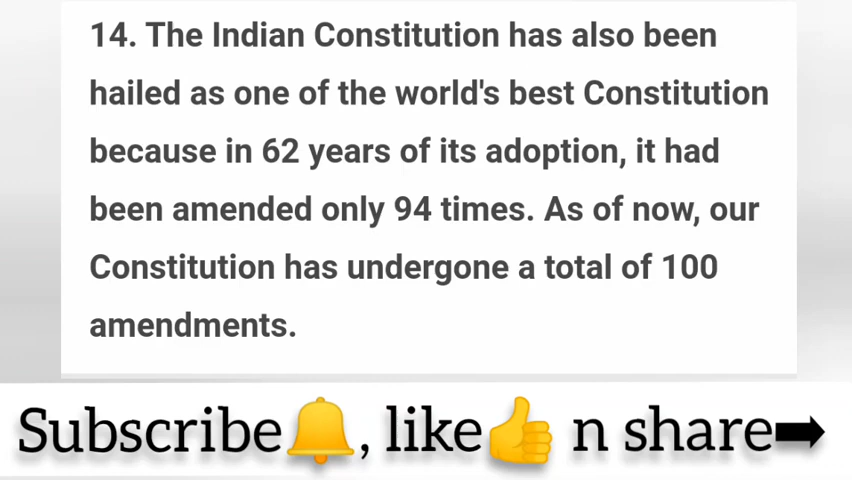 14. The Indian Constitution has also been
hailed as one of the world's best Constitution
because in 62 years of its adoption, it had
been amended only 94 times. As of now, our
Constitution has undergone a total of 100
amendments.
Subscribe🔔, like👍 n share➡